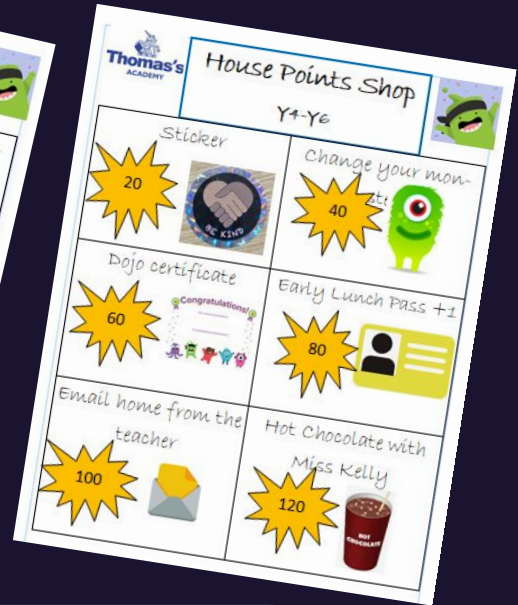 Thomas's
ACADEMY
House Points Shop
Y4-Y6
Sticker
20
BE KIND
Change your mon-
ste
40
Dojo certificate
60
Congratulations!
Early Lunch Pass +1
80
Email home from the
teacher
100
Hot Chocolate with
Miss Kelly
120
HOT
CHOCOLATE